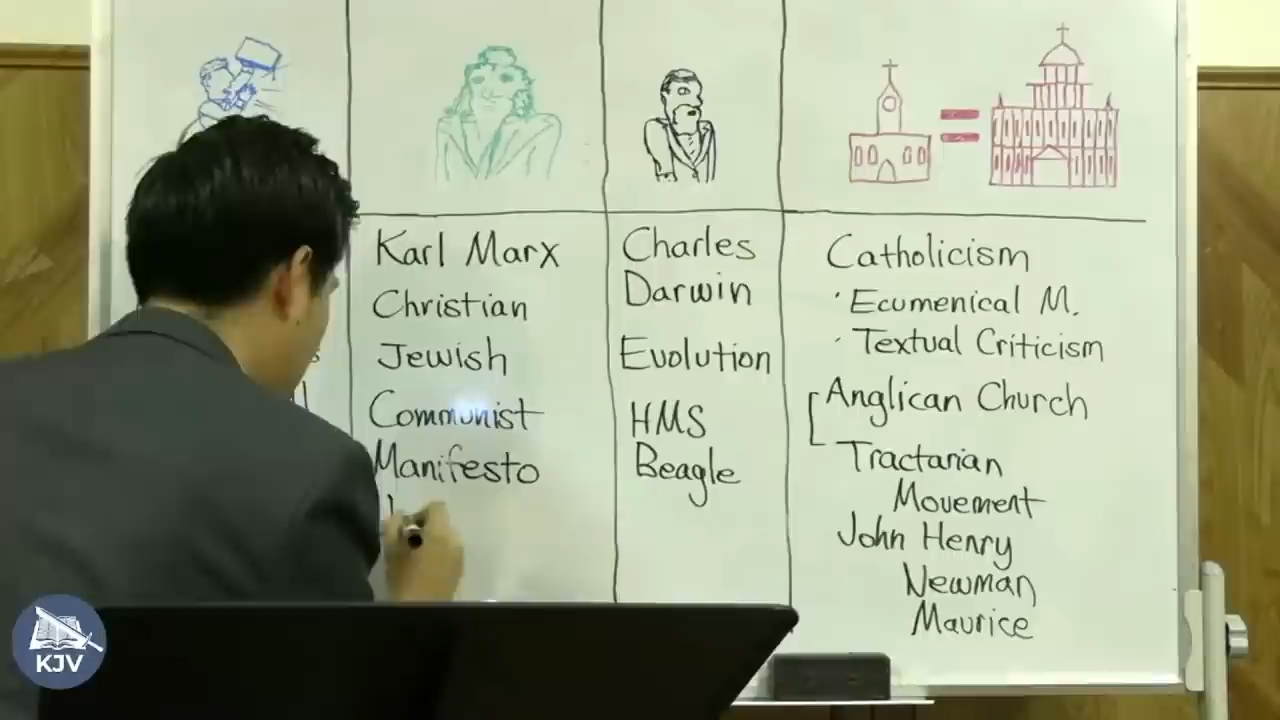 Karl Marx
Christian
Jewish
Communist
Manifesto
Charles
Darwin
Evolution
HMS
Beagle
Catholicism
· Ecumenical M.
· Textual Criticism
Anglican Church
Tractarian
Movement
John Henry
Newman
Maurice
KJV